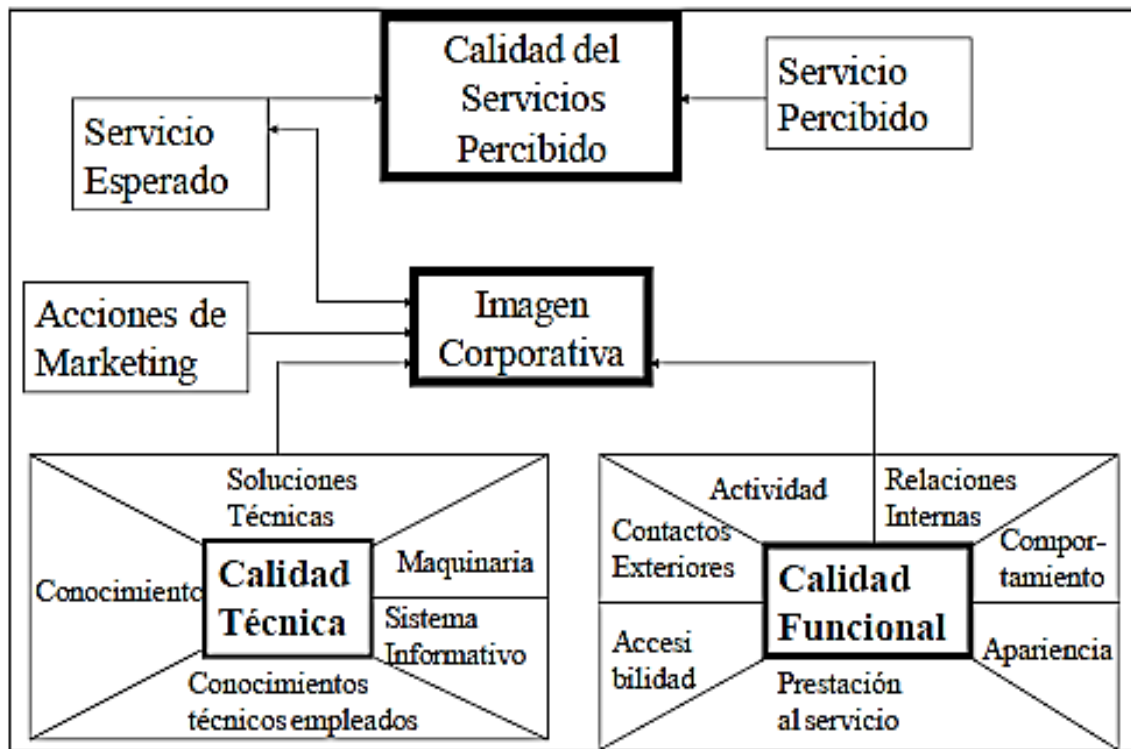 Calidad del
Servicios
Percibido
Servicio
Percibido
Servicio
Esperado
Acciones de
Marketing
Imagen
Corporativa
Soluciones
Técnicas
Conocimiento
Calidad
Técnica
Maquinaria
Sistema
Informativo
Conocimientos
técnicos empleados
Actividad
Relaciones
Internas
Contactos
Exteriores
Compor-
tamiento
Calidad
Funcional
Accesi
bilidad
Apariencia
Prestación
al servicio